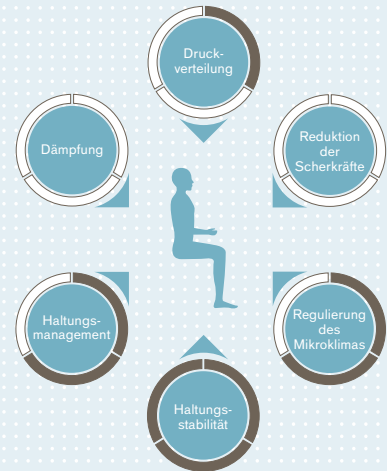 Druck-
verteilung
Dämpfung
Reduktion
der
Scherkräfte
Haltungs-
management
Regulierung
des
Mikroklimas
Haltungs-
stabilität